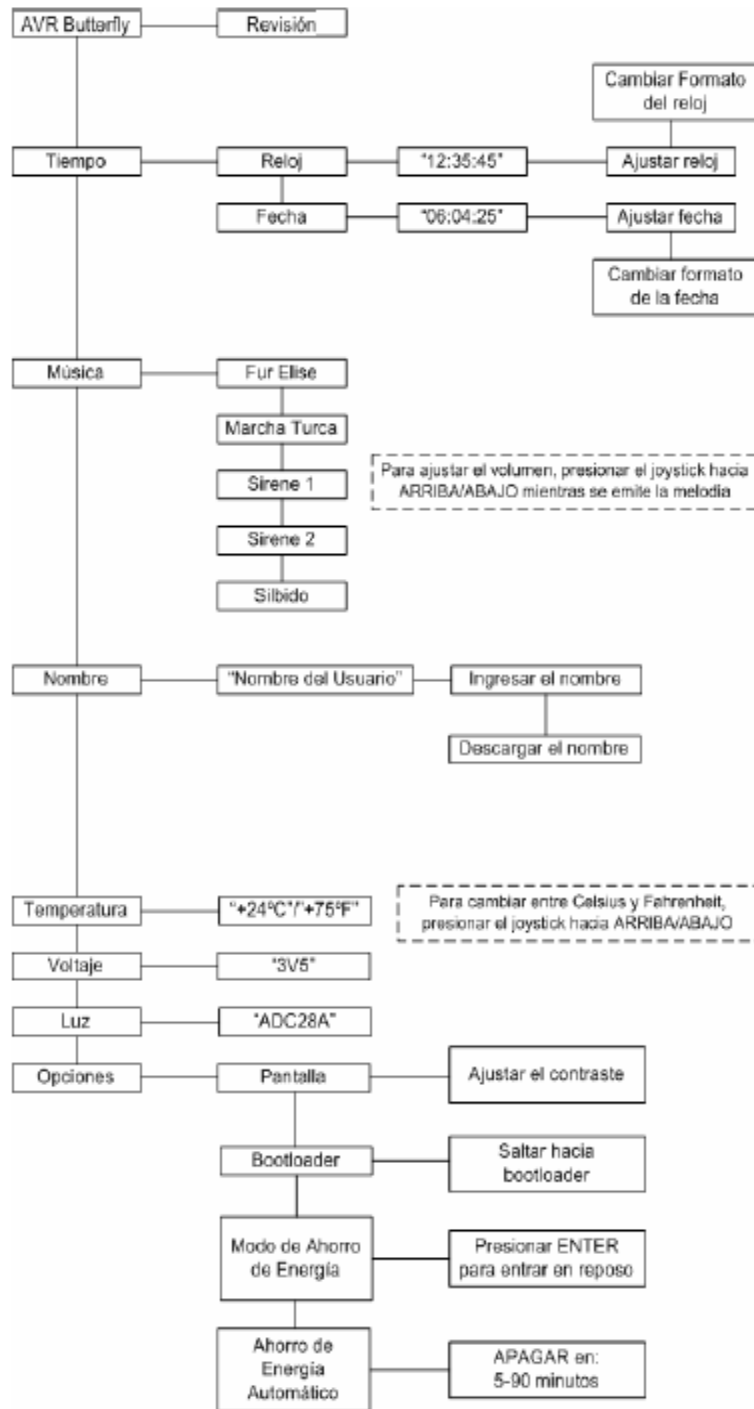 AVR Butterfly
Revisión
Cambiar Formato
del reloj
Tiempo
Reloj
"12:35:45"
Ajustar reloj
Fecha
"06:04:25"
Ajustar fecha
Cambiar formato
de la fecha
Música
Fur Elise
Marcha Turca
Para ajustar el volumen, presionar el joystick hacia
ARRIBA/ABAJO mientras se emite la melodia
Sirene 1
Sirene 2
Silbido
Nombre
"Nombre del Usuario"
Ingresar el nombre
Descargar el nombre
Temperatura
"+24ºC"/"+75ºF"
Para cambiar entre Celsius y Fahrenheit,
presionar el joystick hacia ARRIBA/ABAJO
Voltaje
"3V5"
Luz
"ADC28A"
Opciones
Pantalla
Ajustar el contraste
Bootloader
Saltar hacia
bootloader
Modo de Ahorro
de Energía
Presionar ENTER
para entrar en reposo
Ahorro de
Energía
Automático
APAGAR en:
5-90 minutos